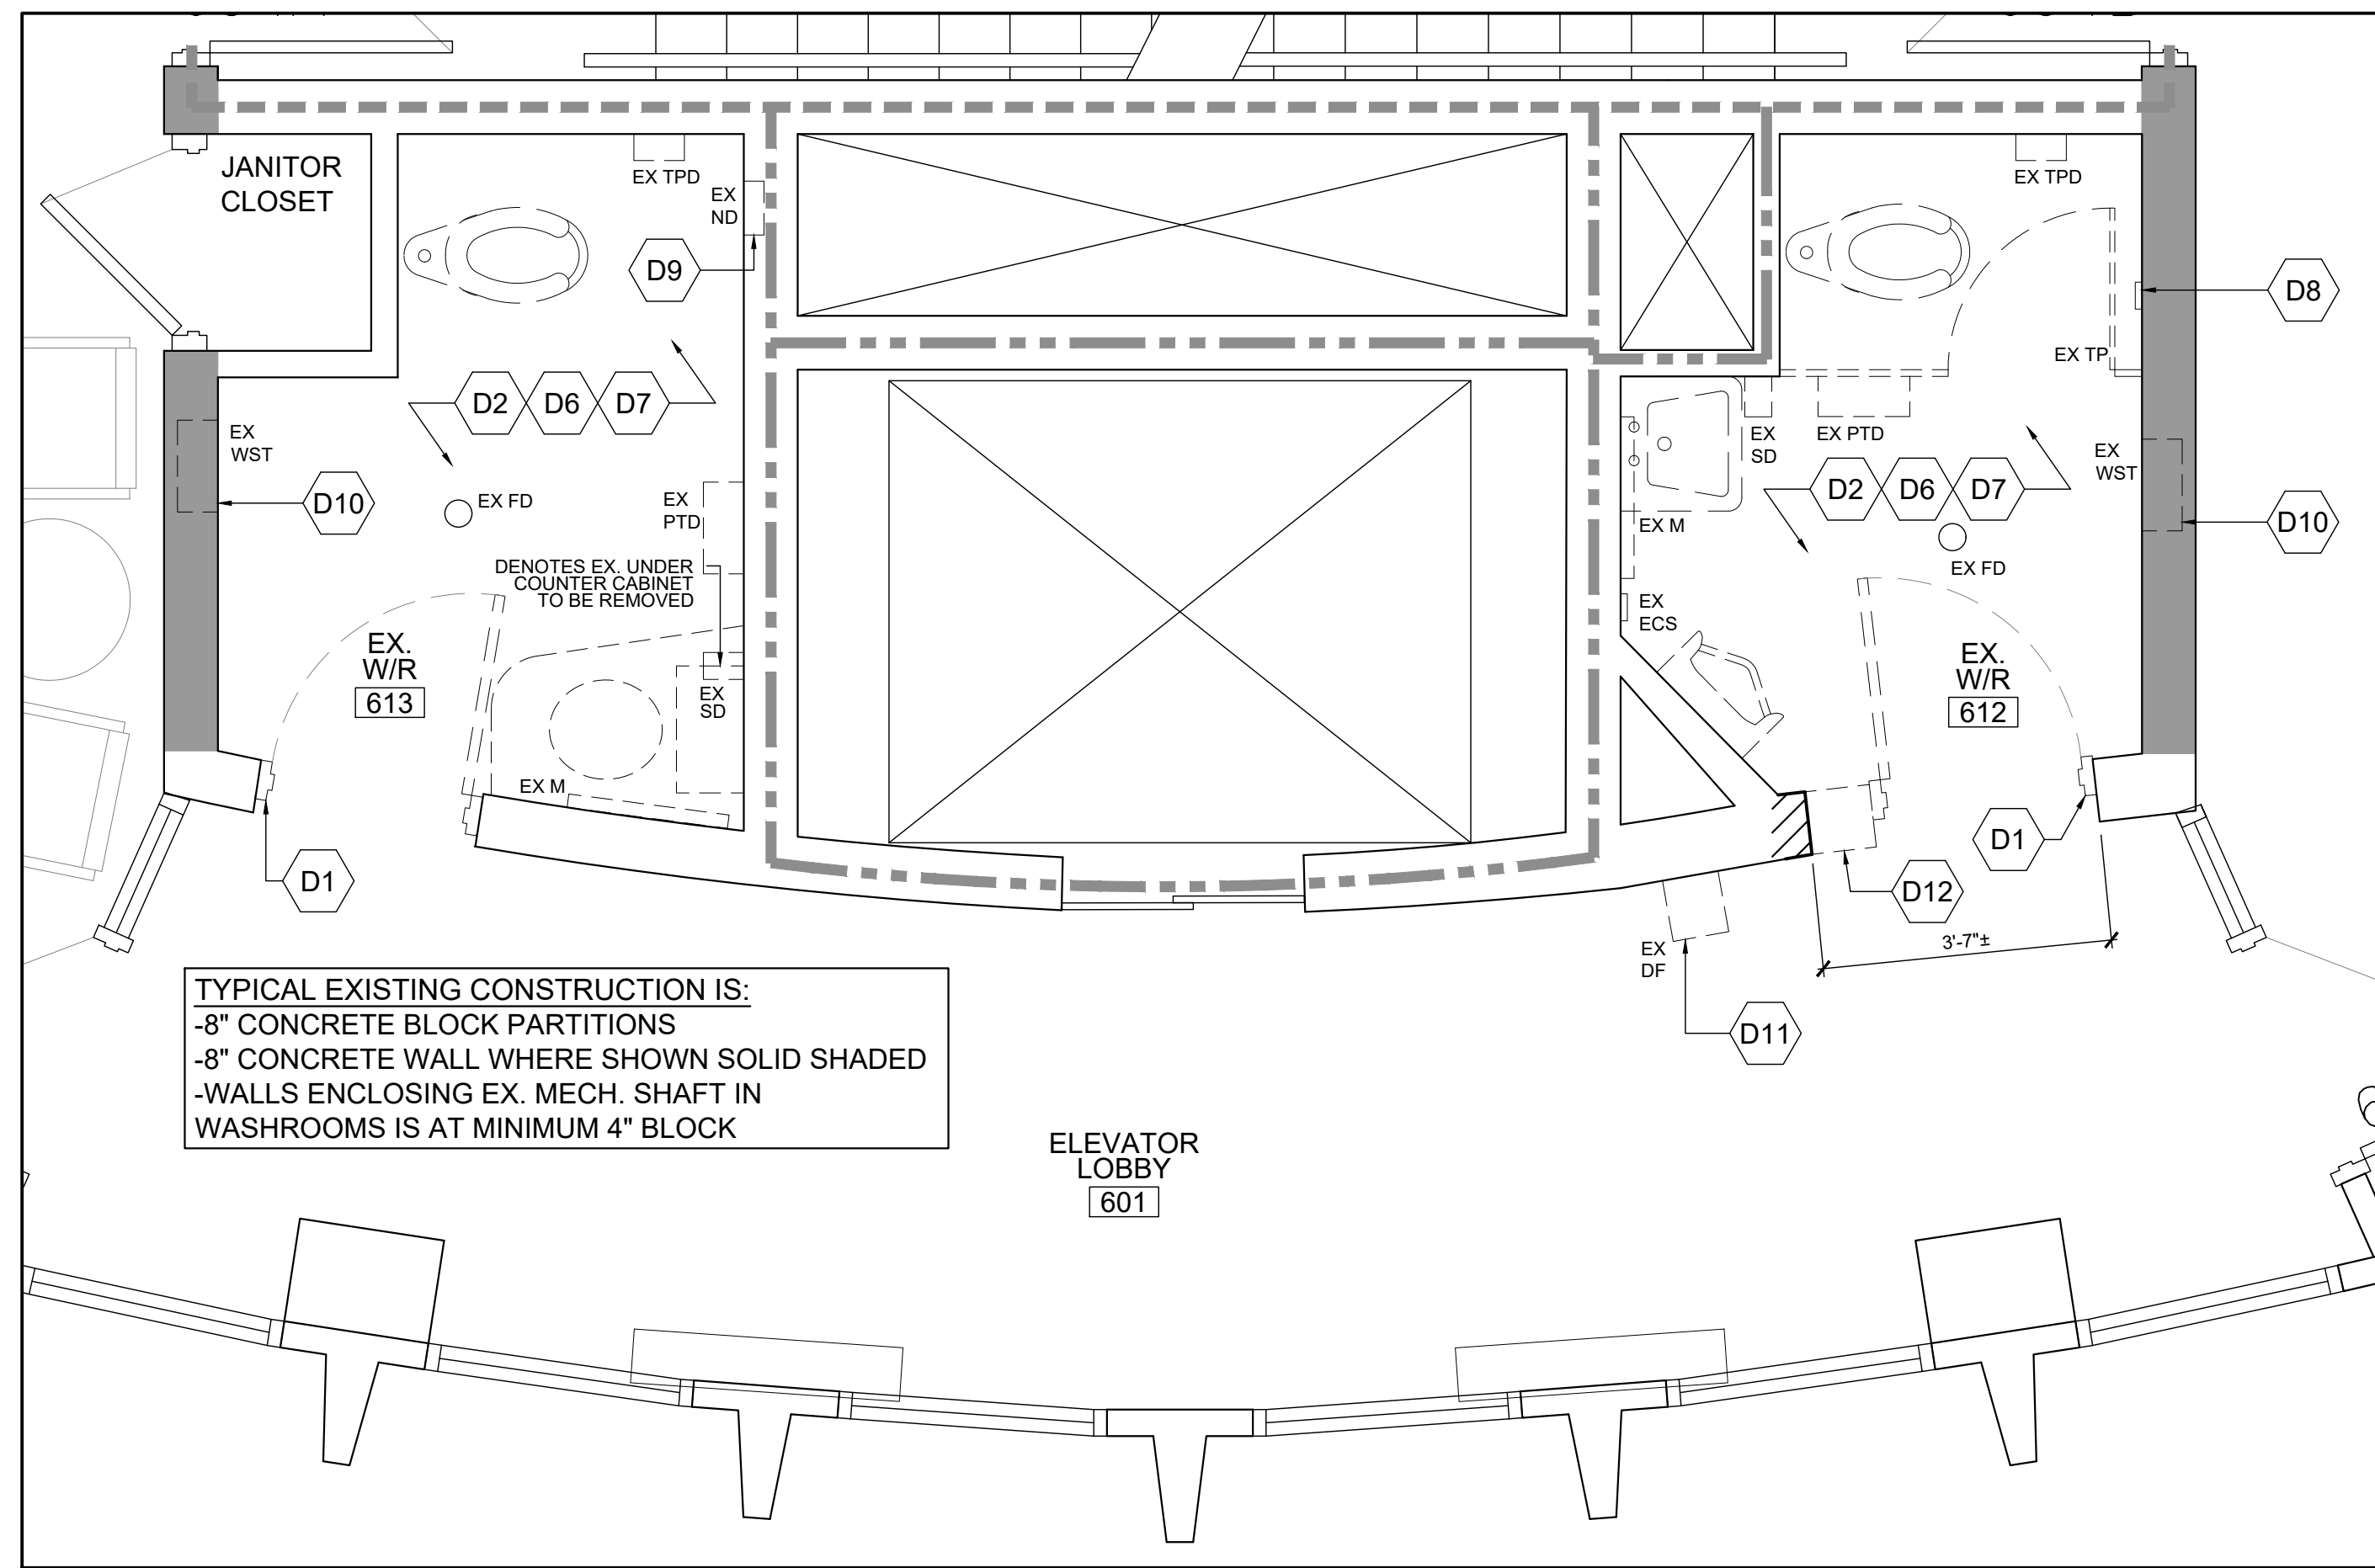 JANITOR
CLOSET
EX TPD
EX
ND
D9
D2 D6 D7
EX
WST
D10
EX FD
EX
PTD
DENOTES EX. UNDER
COUNTER CABINET
TO BE REMOVED
EX.
W/R
613
EX
SD
EX M
D1
EX TPD
D8
EX TP
EX
SD
EX PTD
EX
WST
D2 D6 D7
D10
EX M
EX FD
EX
ECS
EX.
W/R
612
D1
D12
3'-7"±
EX
DF
D11
TYPICAL EXISTING CONSTRUCTION IS:
-8" CONCRETE BLOCK PARTITIONS
-8" CONCRETE WALL WHERE SHOWN SOLID SHADED
-WALLS ENCLOSING EX. MECH. SHAFT IN
WASHROOMS IS AT MINIMUM 4" BLOCK
ELEVATOR
LOBBY
601